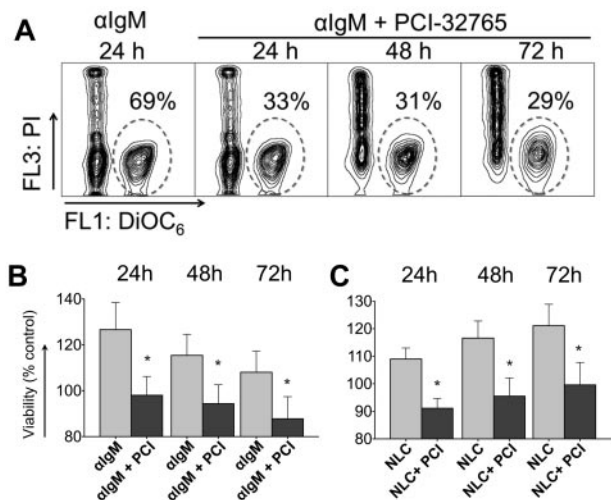 A
αIgM
αIgM + PCI-32765
24 h
24 h
48 h
72 h
69%
33%
31%
29%
FL3: PI
FL1: DiOC₆
B
24h
48h
72h
140
120
100
80
Viability (% control)
αIgM
αIgM + PCI
αIgM
αIgM + PCI
αIgM
αIgM + PCI
*
*
*
C
24h
48h
72h
130
120
110
100
90
80
NLC
NLC+ PCI
NLC
NLC+ PCI
NLC
NLC+ PCI
*
*
*